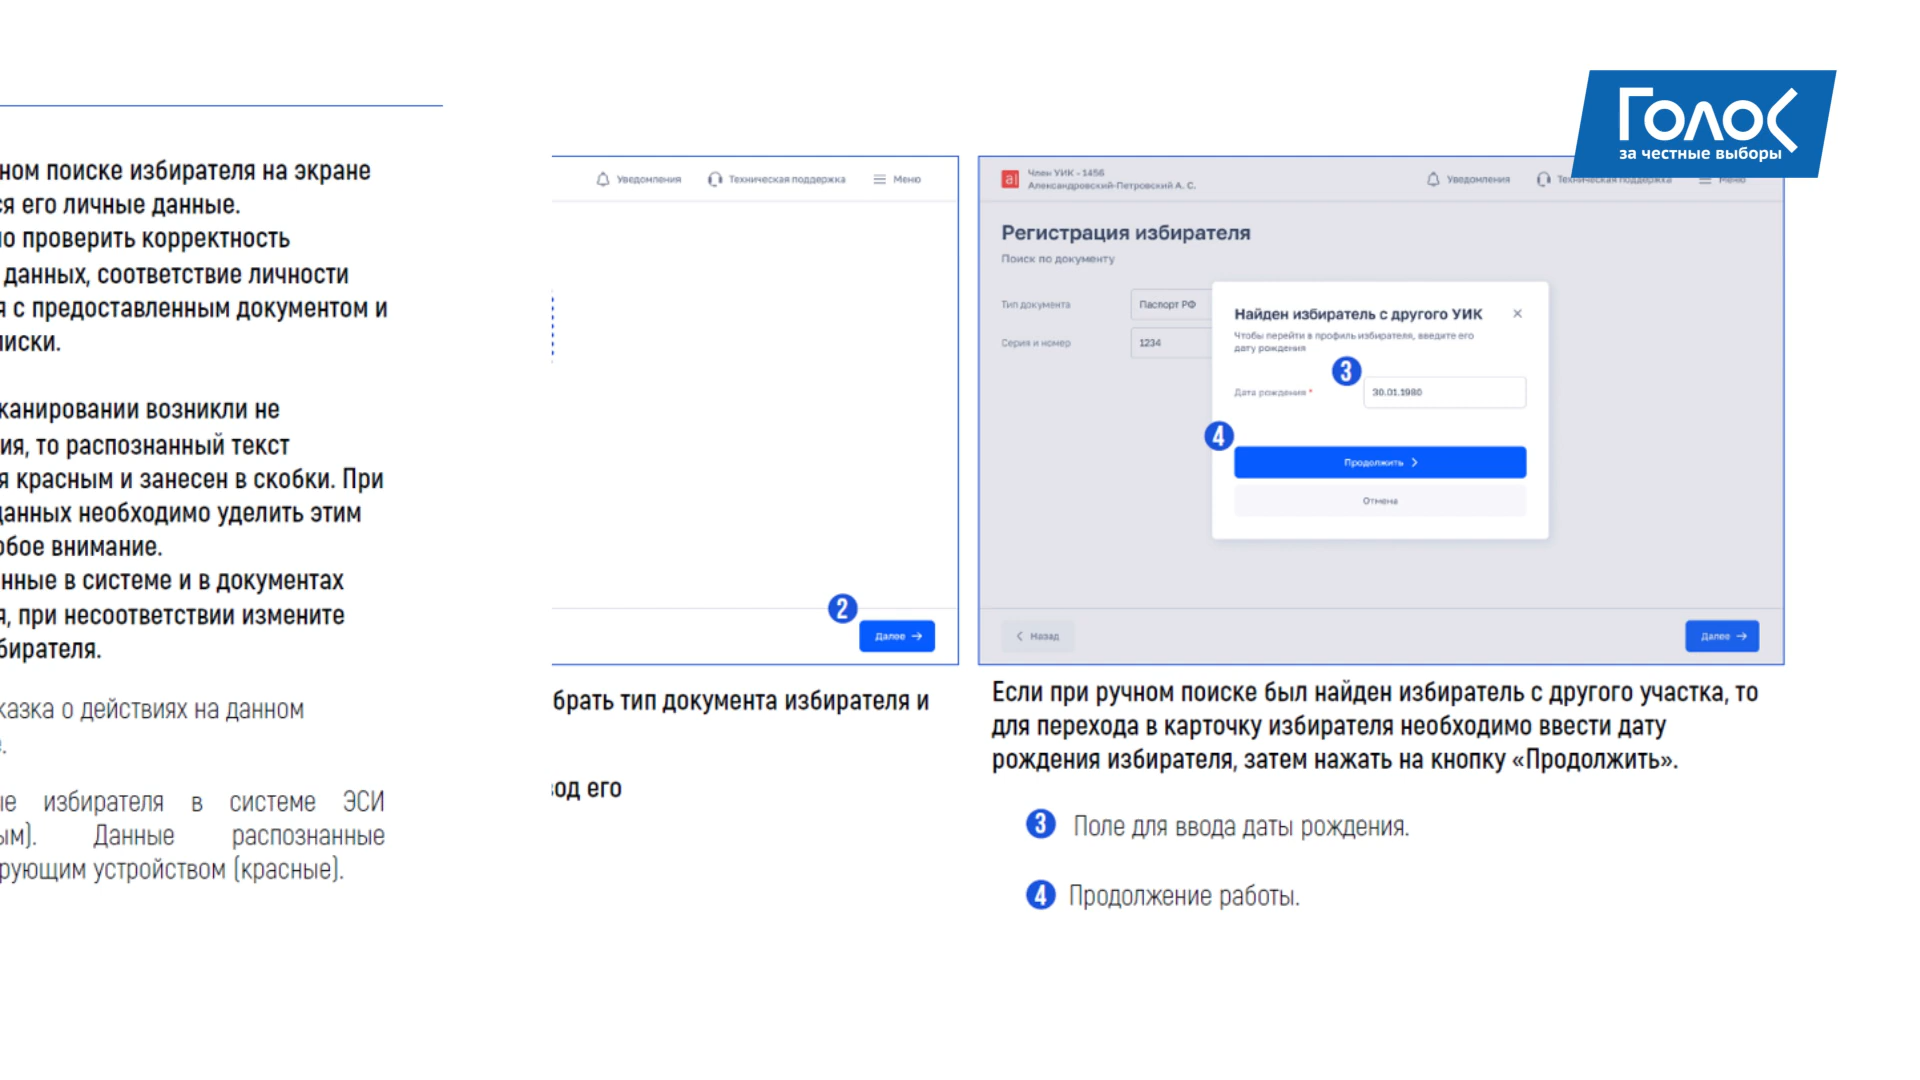 ном поиске избирателя на экране
ся его личные данные.
о проверить корректность
данных, соответствие личности
я с предоставленным документом и
писки.
канировании возникли не
ия, то распознанный текст
я красным и занесен в скобки. При
данных необходимо уделить этим
обое внимание.
нные в системе и в документах
я, при несоответствии измените
бирателя.
казка о действиях на данном
е.
ые избирателя в системе ЭСИ
ым). Данные распознанные
рующим устройством (красные).
Уведомления Техническая поддержка Меню
2
Далее →
брать тип документа избирателя и
вод его
ГОЛОС
за честные выборы
a|
Член УИК - 1456
Александровский-Петровский А. С.
Уведомления Техническая поддержка Меню
Регистрация избирателя
Поиск по документу
Тип документа Паспорт РФ
Серия и номер 1234
Найден избиратель с другого УИК ×
Чтобы перейти в профиль избирателя, введите его
дату рождения
3
Дата рождения * 30.01.1980
4
Продолжить >
Отмена
< Назад
Далее →
Если при ручном поиске был найден избиратель с другого участка, то
для перехода в карточку избирателя необходимо ввести дату
рождения избирателя, затем нажать на кнопку «Продолжить».
3 Поле для ввода даты рождения.
4 Продолжение работы.